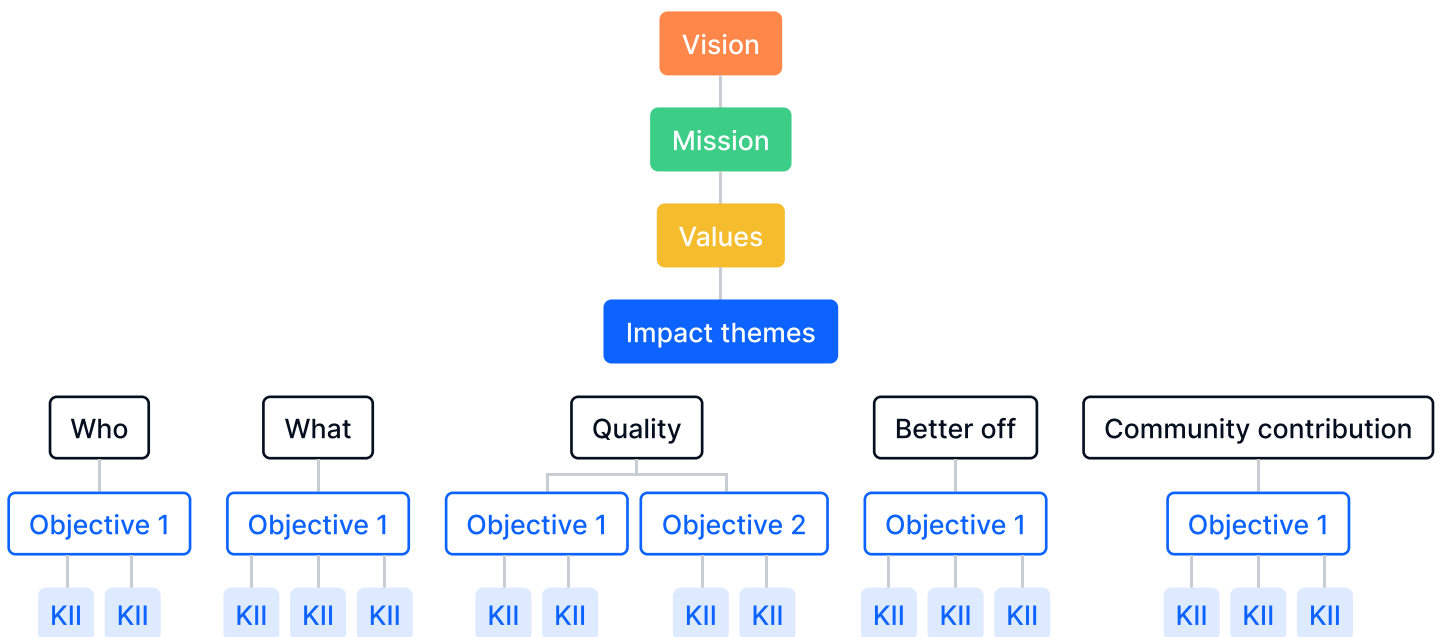 Vision
Mission
Values
Impact themes
Who What Quality Better off Community contribution
Objective 1 Objective 1 Objective 1 Objective 2 Objective 1 Objective 1
KII KII KII KII KII KII KII KII KII KII KII KII KII KII KII